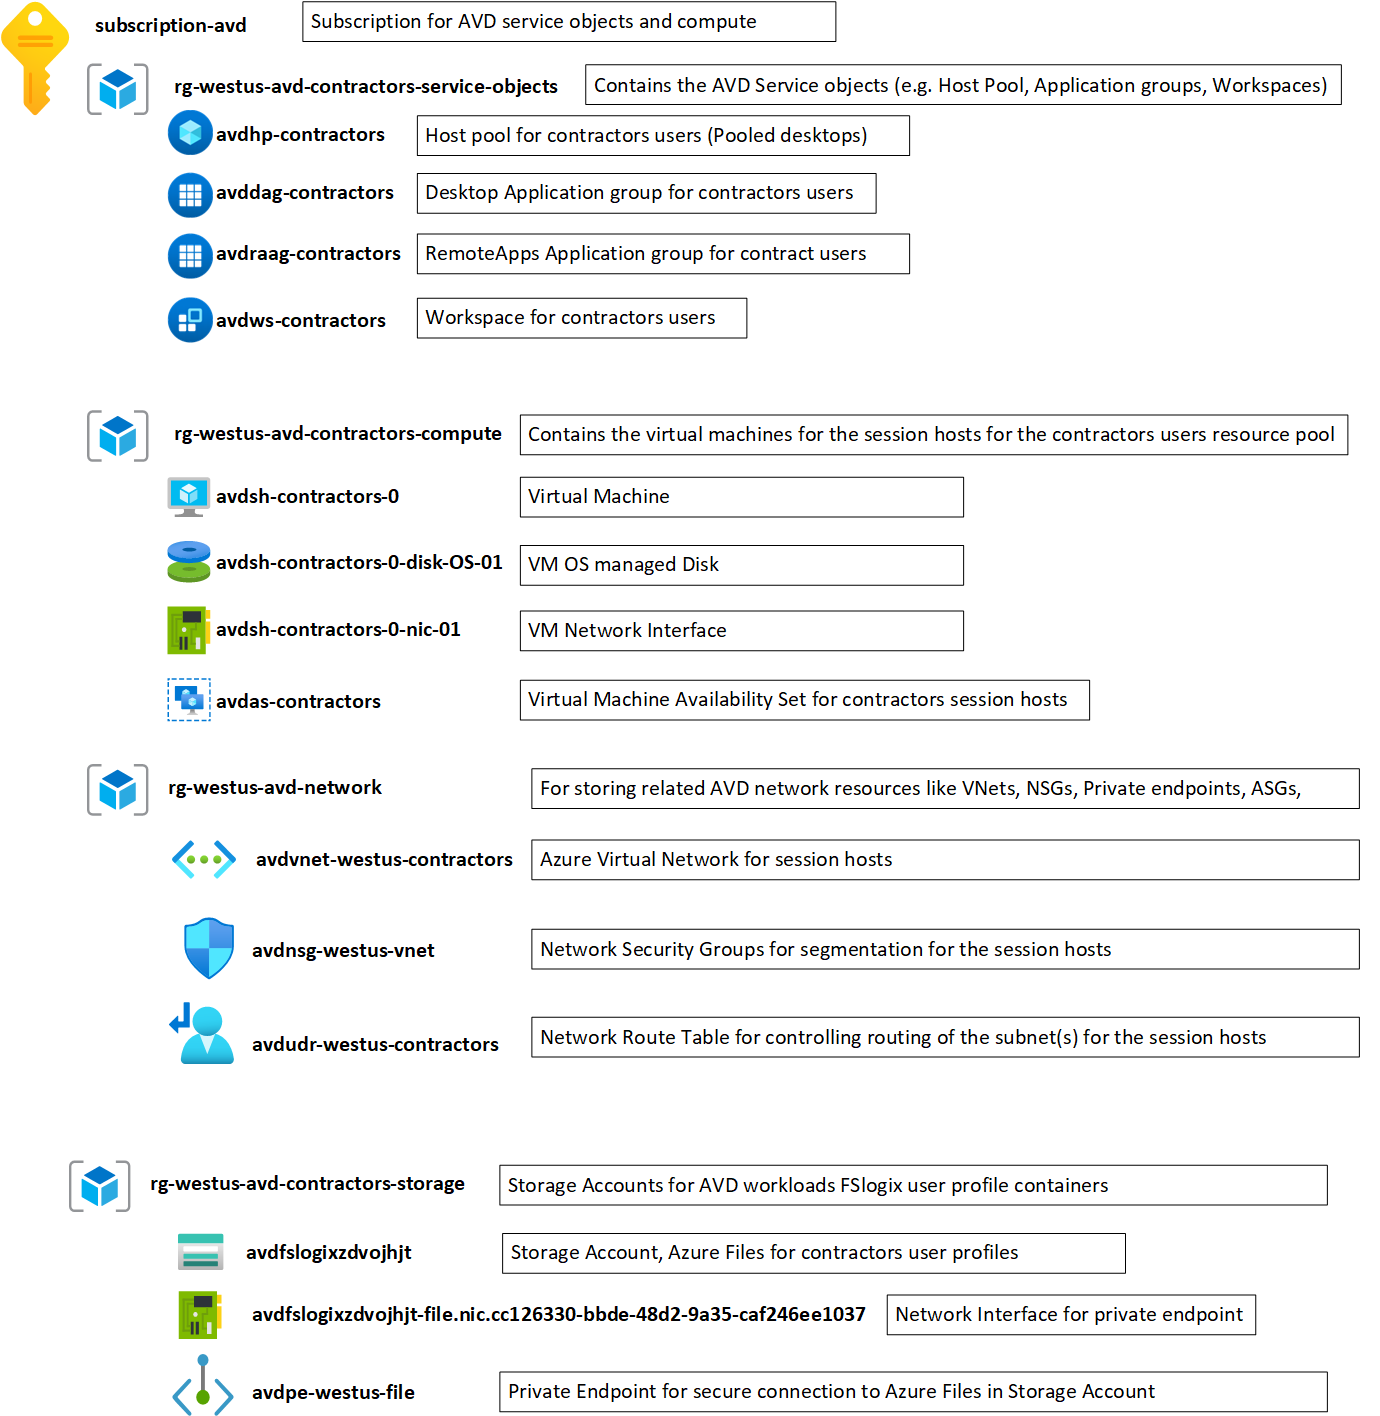 subscription-avd
Subscription for AVD service objects and compute
rg-westus-avd-contractors-service-objects
Contains the AVD Service objects (e.g. Host Pool, Application groups, Workspaces)
avdhp-contractors
Host pool for contractors users (Pooled desktops)
avddag-contractors
Desktop Application group for contractors users
avdraag-contractors
RemoteApps Application group for contract users
avdws-contractors
Workspace for contractors users
rg-westus-avd-contractors-compute
Contains the virtual machines for the session hosts for the contractors users resource pool
avdsh-contractors-0
Virtual Machine
avdsh-contractors-0-disk-OS-01
VM OS managed Disk
avdsh-contractors-0-nic-01
VM Network Interface
avdas-contractors
Virtual Machine Availability Set for contractors session hosts
rg-westus-avd-network
For storing related AVD network resources like VNets, NSGs, Private endpoints, ASGs,
avdvnet-westus-contractors
Azure Virtual Network for session hosts
avdnsg-westus-vnet
Network Security Groups for segmentation for the session hosts
avdudr-westus-contractors
Network Route Table for controlling routing of the subnet(s) for the session hosts
rg-westus-avd-contractors-storage
Storage Accounts for AVD workloads FSlogix user profile containers
avdfslogixzdvojhjt
Storage Account, Azure Files for contractors user profiles
avdfslogixzdvojhjt-file.nic.cc126330-bbde-48d2-9a35-caf246ee1037
Network Interface for private endpoint
avdpe-westus-file
Private Endpoint for secure connection to Azure Files in Storage Account